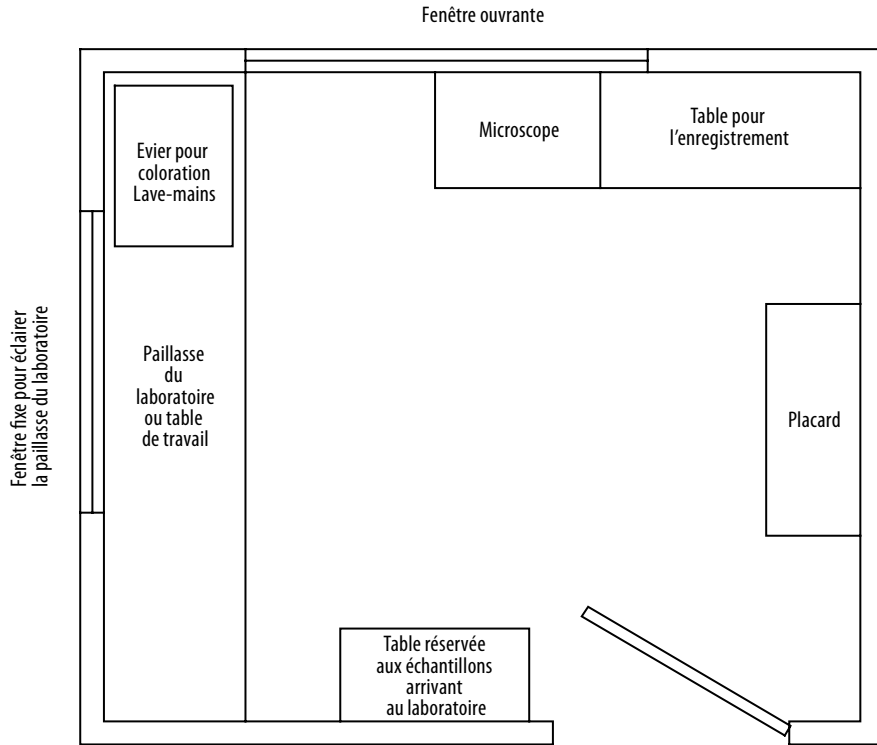 Fenêtre ouvrante
Evier pour
coloration
Lave-mains
Microscope
Table pour
l'enregistrement
Fenêtre fixe pour éclairer
la paillasse du laboratoire
Paillasse
du
laboratoire
ou table
de travail
Placard
Table réservée
aux échantillons
arrivant
au laboratoire